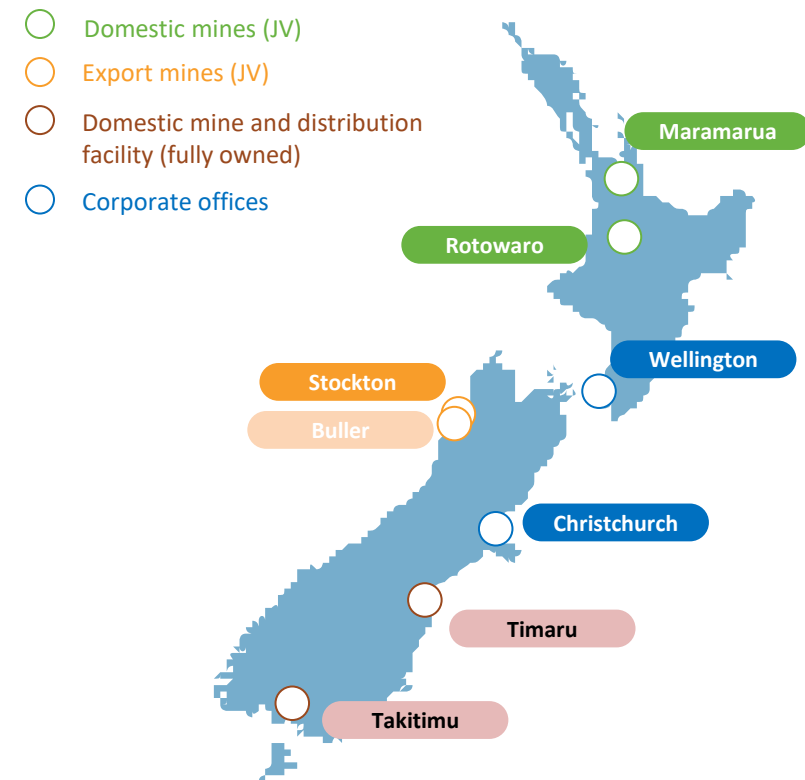 Domestic mines (JV)
Export mines (JV)
Domestic mine and distribution
facility (fully owned)
Corporate offices
Maramarua
Rotowaro
Wellington
Stockton
Buller
Christchurch
Timaru
Takitimu